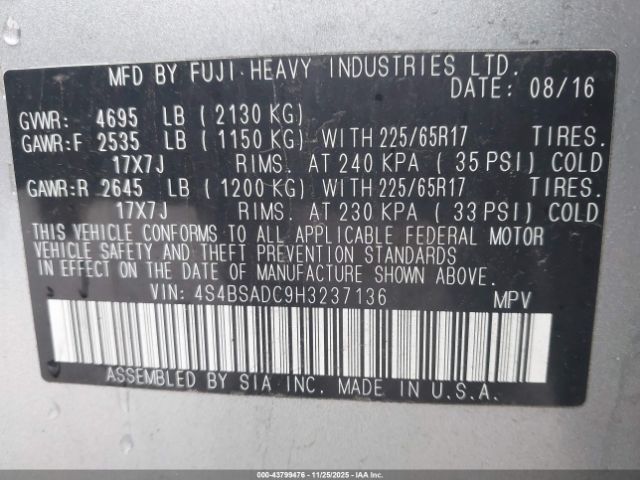 MFD BY FUJI HEAVY INDUSTRIES LTD.
DATE: 08/16
GVWR: 4695 LB ( 2130 KG)
GAWR:F 2535 LB ( 1150 KG) WITH 225/65R17 TIRES.
17X7J RIMS. AT 240 KPA ( 35 PSI) COLD
GAWR:R 2645 LB ( 1200 KG) WITH 225/65R17 TIRES.
17X7J RIMS. AT 230 KPA ( 33 PSI) COLD
THIS VEHICLE CONFORMS TO ALL APPLICABLE FEDERAL MOTOR
VEHICLE SAFETY AND THEFT PREVENTION STANDARDS
IN EFFECT ON THE DATE OF MANUFACTURE SHOWN ABOVE.
VIN: 4S4BSADC9H3237136 MPV
ASSEMBLED BY SIA INC. MADE IN U.S.A.
000-43799476 - 11/25/2025 - IAAI.COM